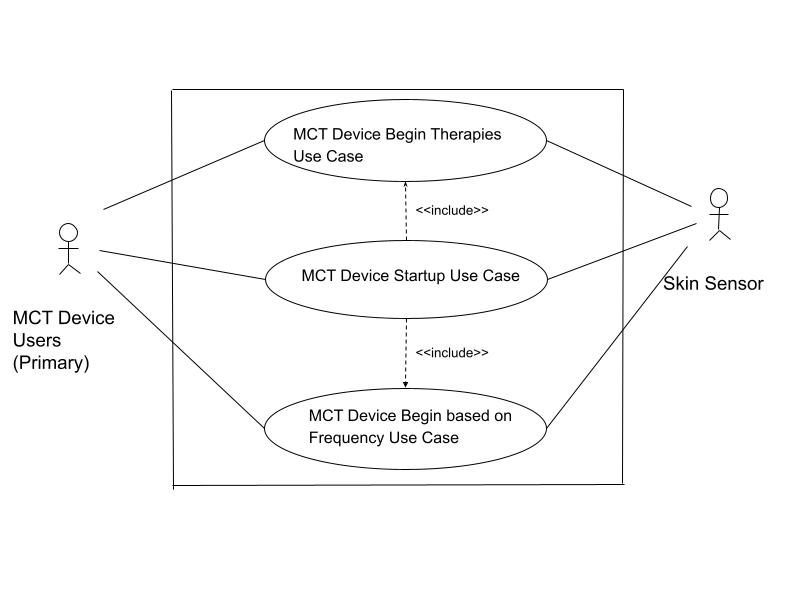 MCT Device Begin Therapies
Use Case
<<include>>
MCT Device Startup Use Case
Skin Sensor
MCT Device
Users
(Primary)
<<include>>
MCT Device Begin based on
Frequency Use Case